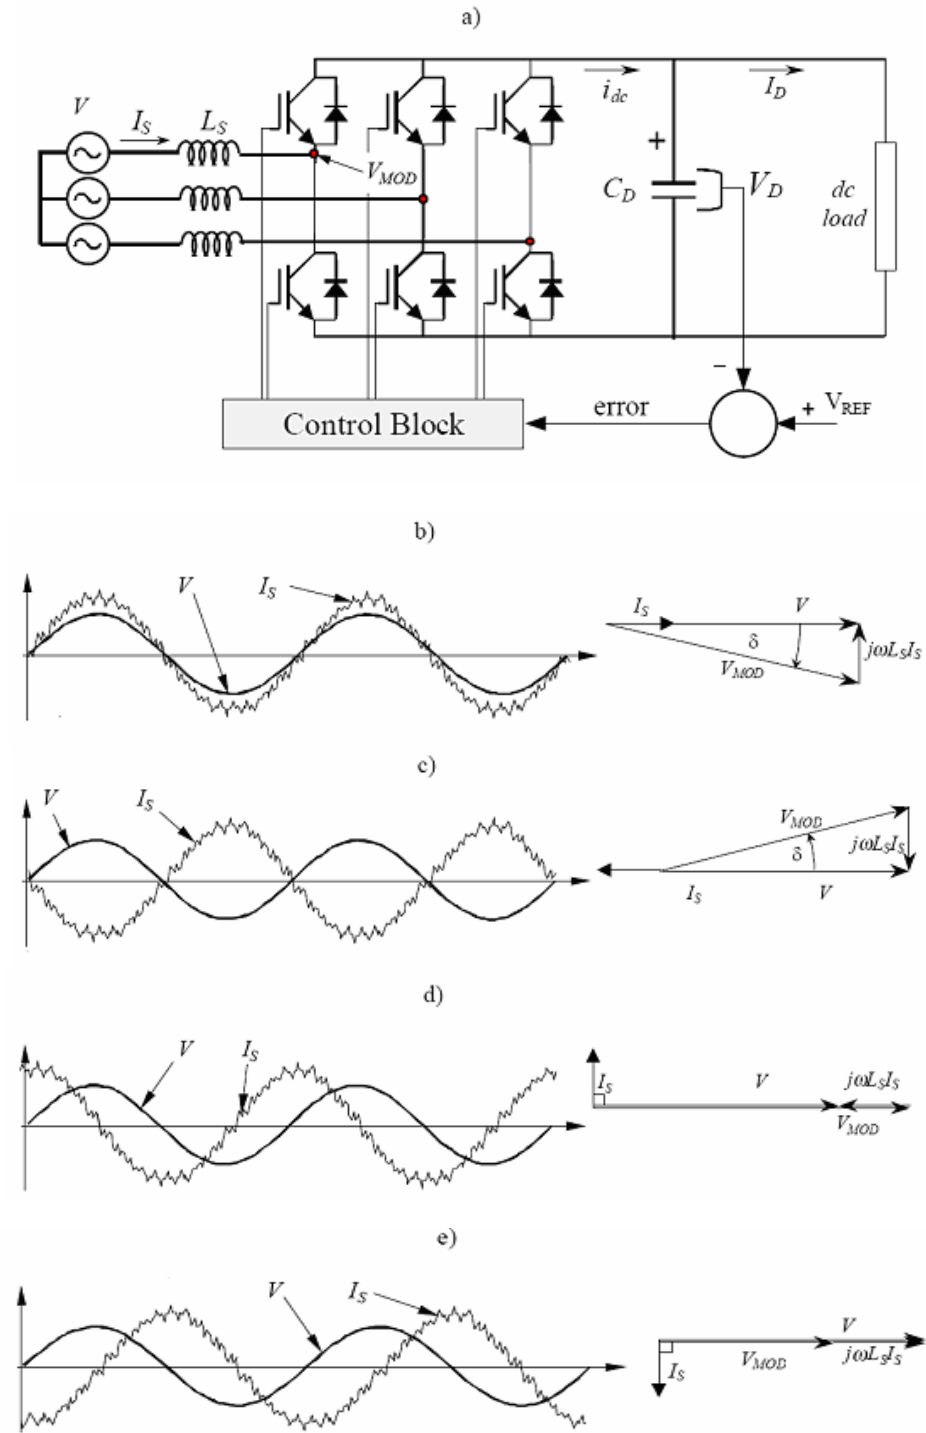 a)
V
I_S
L_S
V_MOD
i_dc
I_D
+
C_D
V_D
dc
load
−
Control Block
error
+ V_REF
b)
V
I_S
I_S
V
δ
V_MOD
jωL_SI_S
c)
V
I_S
V_MOD
δ
jωL_SI_S
I_S
V
d)
V
I_S
I_S
V
jωL_SI_S
V_MOD
e)
V
I_S
I_S
V
V_MOD
jωL_SI_S